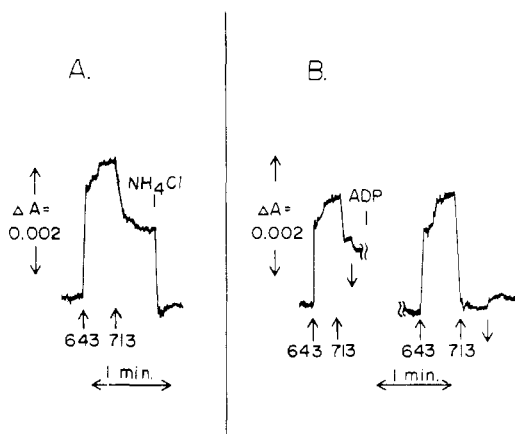 A.
NH4Cl
ΔA=
0.002
643 713
1 min.
B.
ADP
ΔA=
0.002
643 713
643 713
1 min.